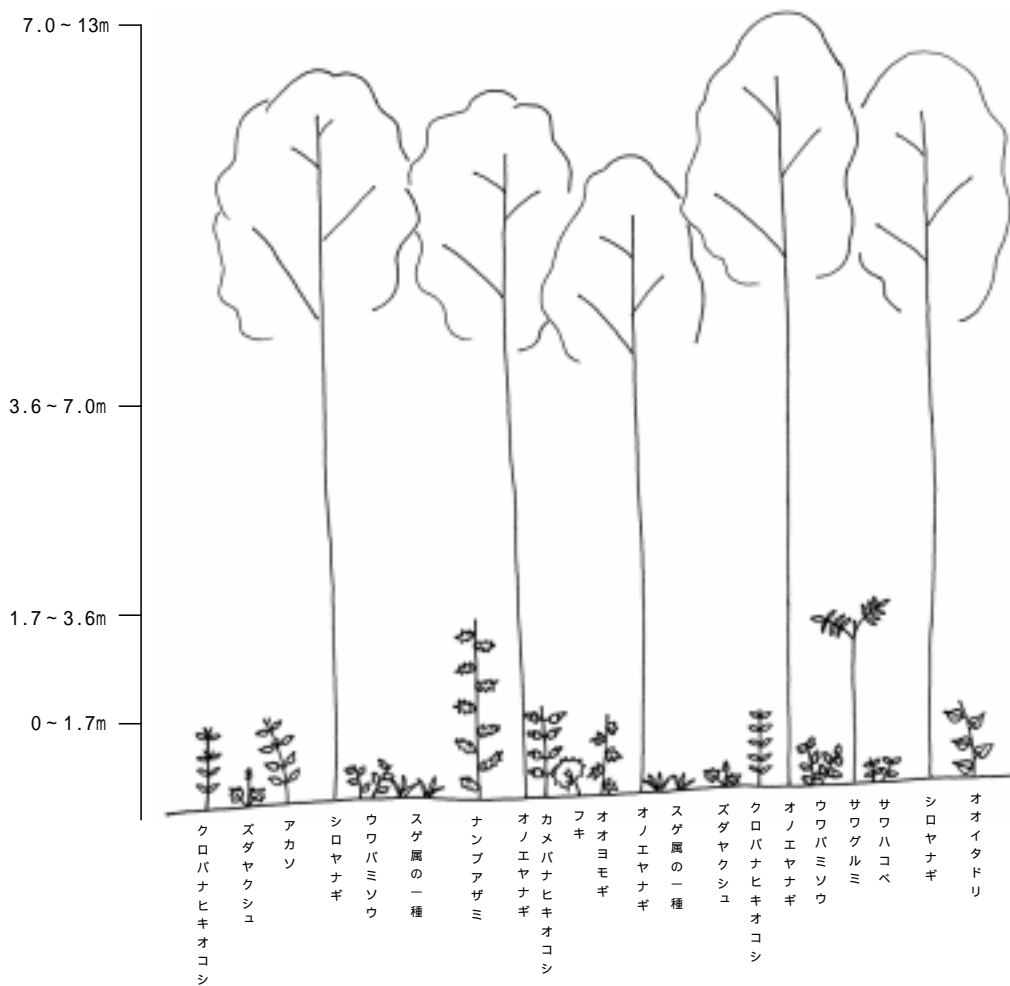 7.0~13m
3.6~7.0m
1.7~3.6m
0~1.7m
クロバナヒキオコシ
ズダヤクシュ
アカソ
シロヤナギ
ウワバミソウ
スゲ属の一種
ナンブアザミ
オノエヤナギ
カメバナヒキオコシ
フキ
オオヨモギ
オノエヤナギ
スゲ属の一種
ズダヤクシュ
クロバナヒキオコシ
オノエヤナギ
ウワバミソウ
サワグルミ
サワハコベ
シロヤナギ
オオイタドリ